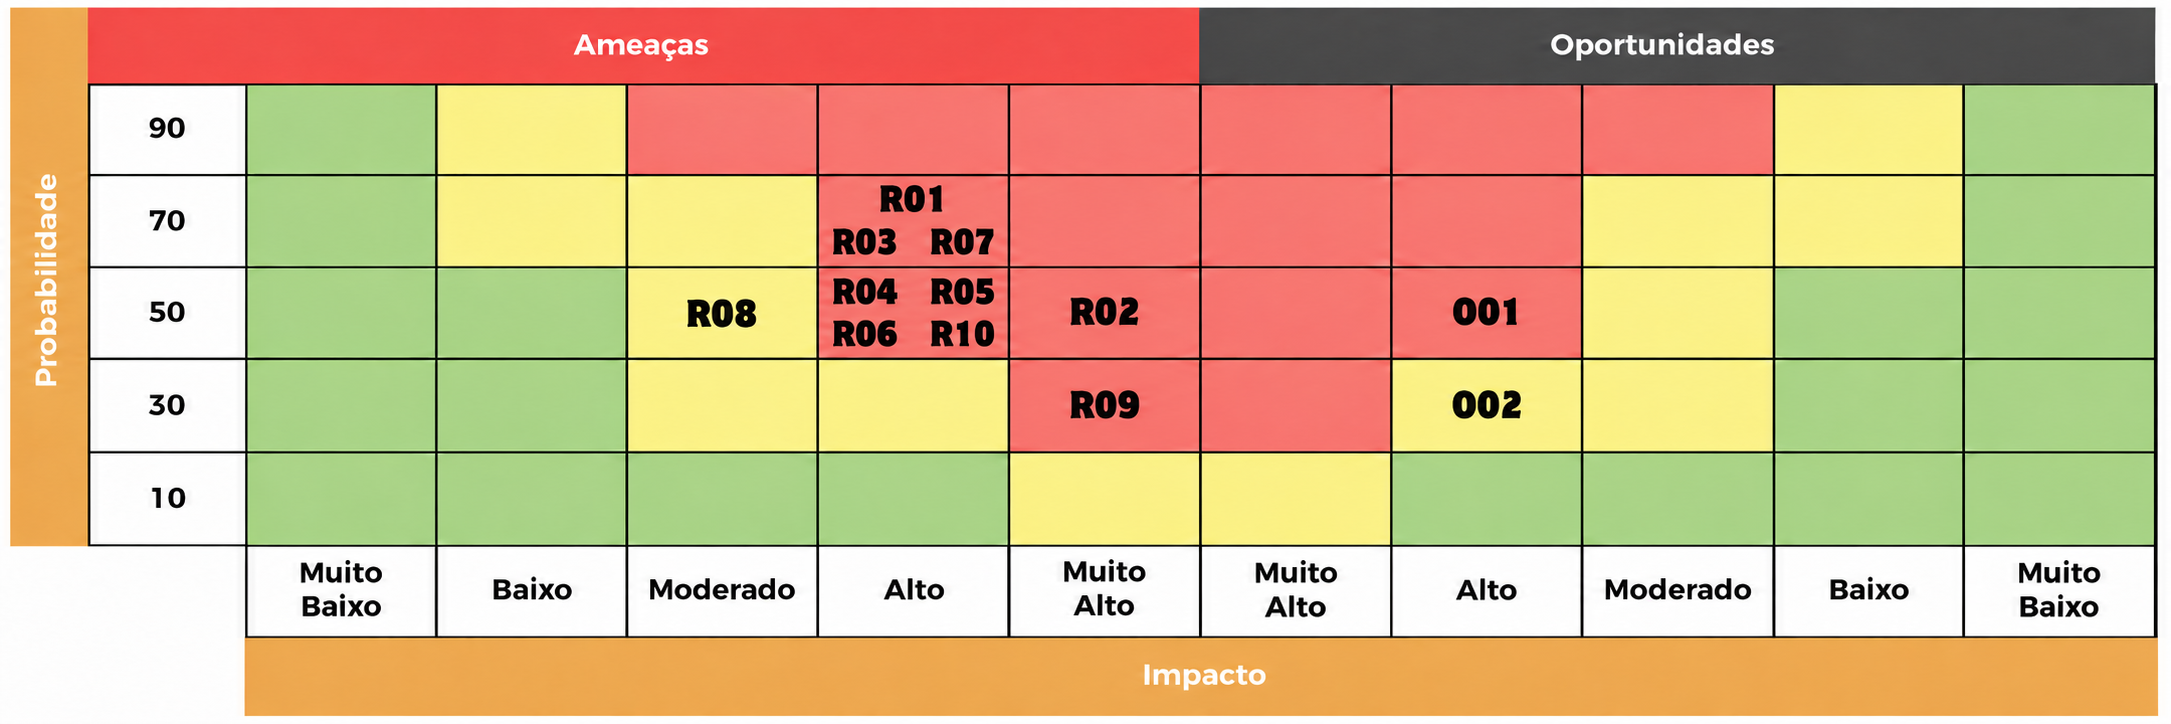 Ameaças Oportunidades
Probabilidade
90
70 R01
R03 R07
50 R08 R04 R05 R02 O01
R06 R10
30 R09 O02
10
Muito Baixo Moderado Alto Muito Muito Alto Moderado Baixo Muito
Baixo Alto Alto Baixo
Impacto